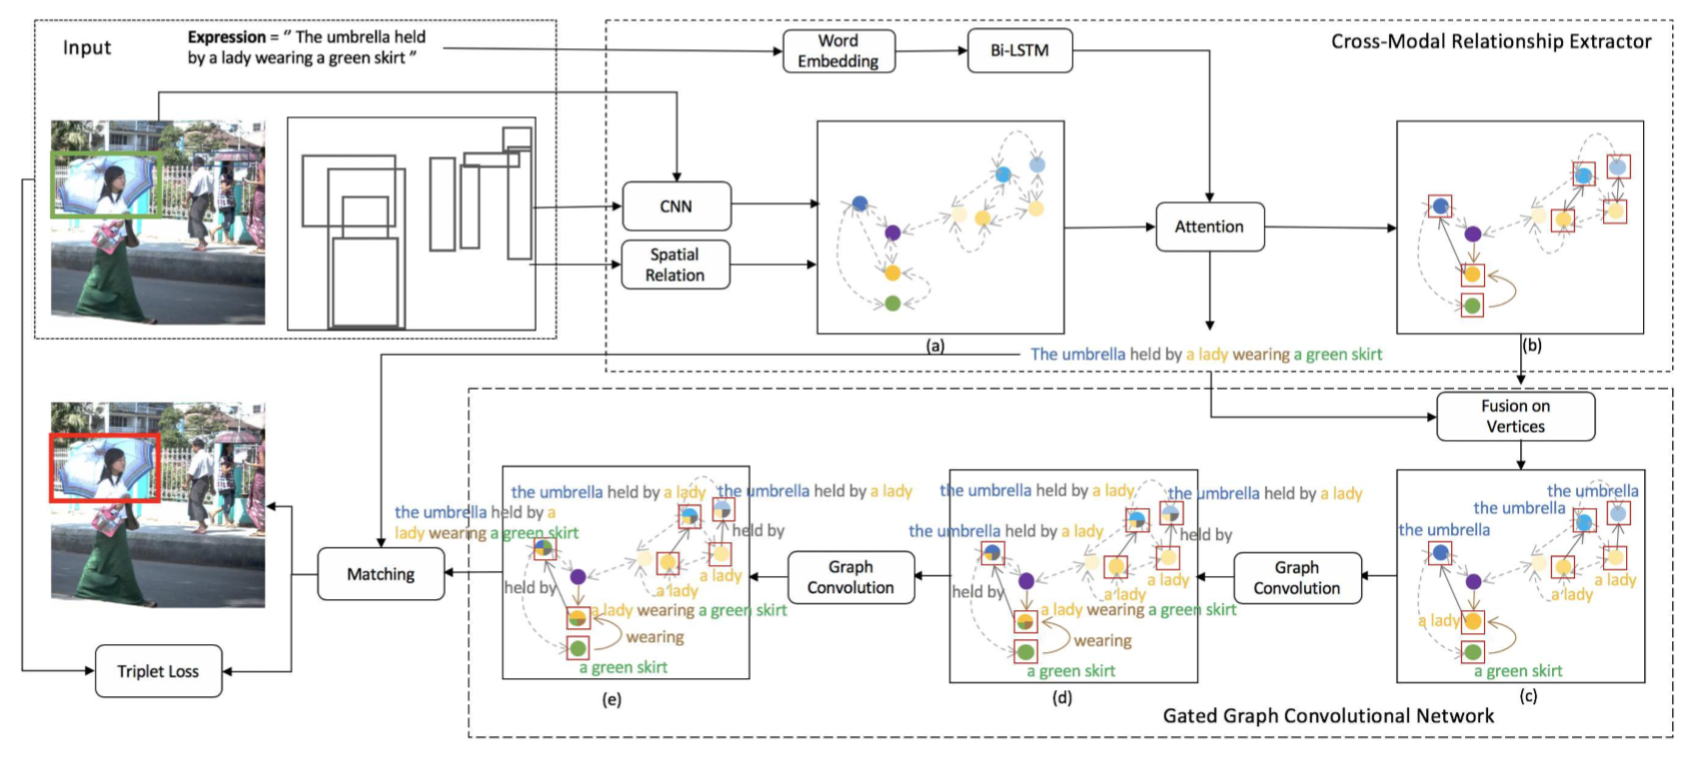 Input
Expression = ” The umbrella held
by a lady wearing a green skirt ”
Word
Embedding
Bi-LSTM
Cross-Modal Relationship Extractor
CNN
Spatial
Relation
Attention
(a)
(b)
The umbrella held by a lady wearing a green skirt
Fusion on
Vertices
the umbrella
the umbrella
the umbrella
a lady
a lady
a lady
a green skirt
(c)
Graph
Convolution
the umbrella held by a lady
the umbrella held by a lady
the umbrella held by a lady
held by
held by
a lady
a lady
a lady wearing a green skirt
wearing
a green skirt
(d)
Graph
Convolution
the umbrella held by a lady
the umbrella held by a lady
the umbrella held by a
lady wearing a green skirt
held by
held by
a lady
a lady
a lady wearing a green skirt
wearing
a green skirt
(e)
Matching
Triplet Loss
Gated Graph Convolutional Network